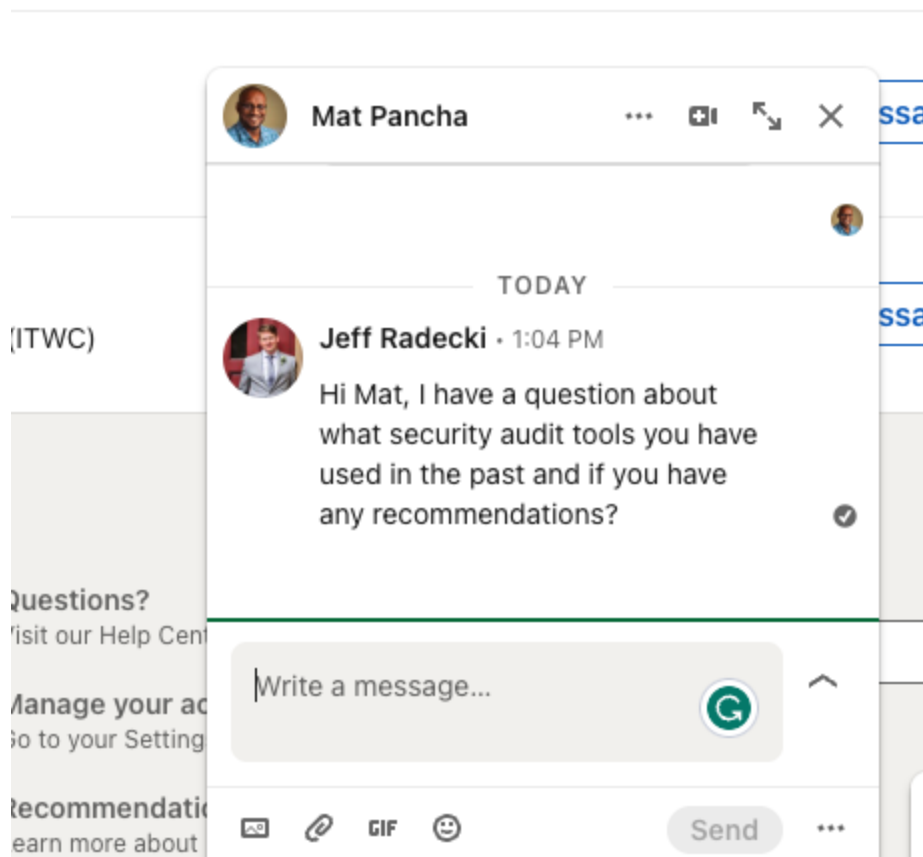 Mat Pancha
ssa
TODAY
Jeff Radecki • 1:04 PM
ssa
(ITWC)
Hi Mat, I have a question about
what security audit tools you have
used in the past and if you have
any recommendations?
Questions?
Visit our Help Cent
Write a message...
Manage your ac
Go to your Setting
Recommendatio
Learn more about
GIF
Send